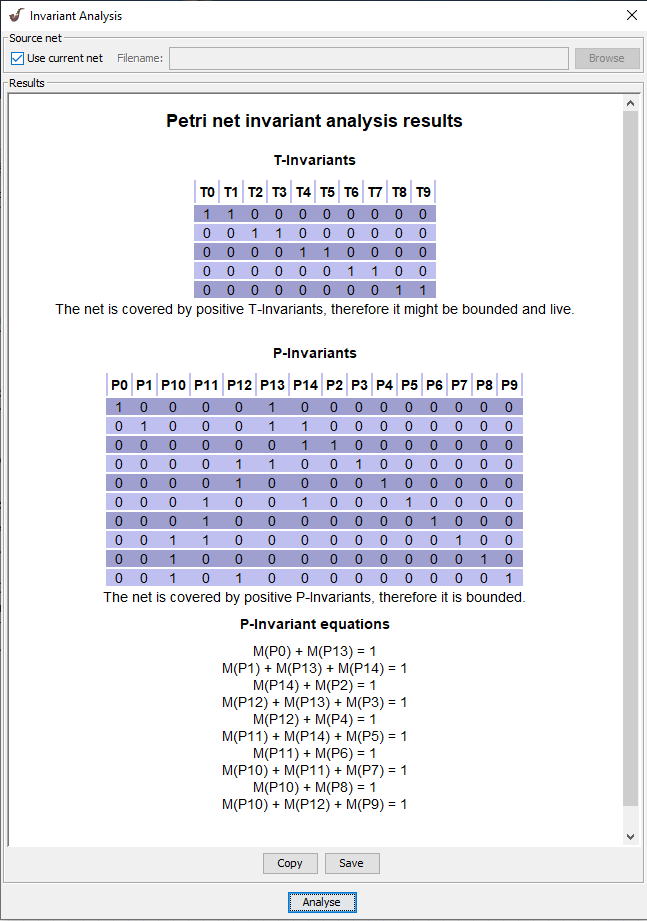 Invariant Analysis
Source net
Use current net Filename: Browse
Results
Petri net invariant analysis results
T-Invariants
T0 T1 T2 T3 T4 T5 T6 T7 T8 T9
1 1 0 0 0 0 0 0 0 0
0 0 1 1 0 0 0 0 0 0
0 0 0 0 1 1 0 0 0 0
0 0 0 0 0 0 1 1 0 0
0 0 0 0 0 0 0 0 1 1
The net is covered by positive T-Invariants, therefore it might be bounded and live.
P-Invariants
P0 P1 P10 P11 P12 P13 P14 P2 P3 P4 P5 P6 P7 P8 P9
1 0 0 0 0 1 0 0 0 0 0 0 0 0 0
0 1 0 0 0 1 1 0 0 0 0 0 0 0 0
0 0 0 0 0 0 1 1 0 0 0 0 0 0 0
0 0 0 0 1 1 0 0 1 0 0 0 0 0 0
0 0 0 0 1 0 0 0 0 1 0 0 0 0 0
0 0 0 1 0 0 1 0 0 0 1 0 0 0 0
0 0 0 1 0 0 0 0 0 0 0 1 0 0 0
0 0 1 1 0 0 0 0 0 0 0 0 1 0 0
0 0 1 0 0 0 0 0 0 0 0 0 0 1 0
0 0 1 0 1 0 0 0 0 0 0 0 0 0 1
The net is covered by positive P-Invariants, therefore it is bounded.
P-Invariant equations
M(P0) + M(P13) = 1
M(P1) + M(P13) + M(P14) = 1
M(P14) + M(P2) = 1
M(P12) + M(P13) + M(P3) = 1
M(P12) + M(P4) = 1
M(P11) + M(P14) + M(P5) = 1
M(P11) + M(P6) = 1
M(P10) + M(P11) + M(P7) = 1
M(P10) + M(P8) = 1
M(P10) + M(P12) + M(P9) = 1
Copy Save
Analyse